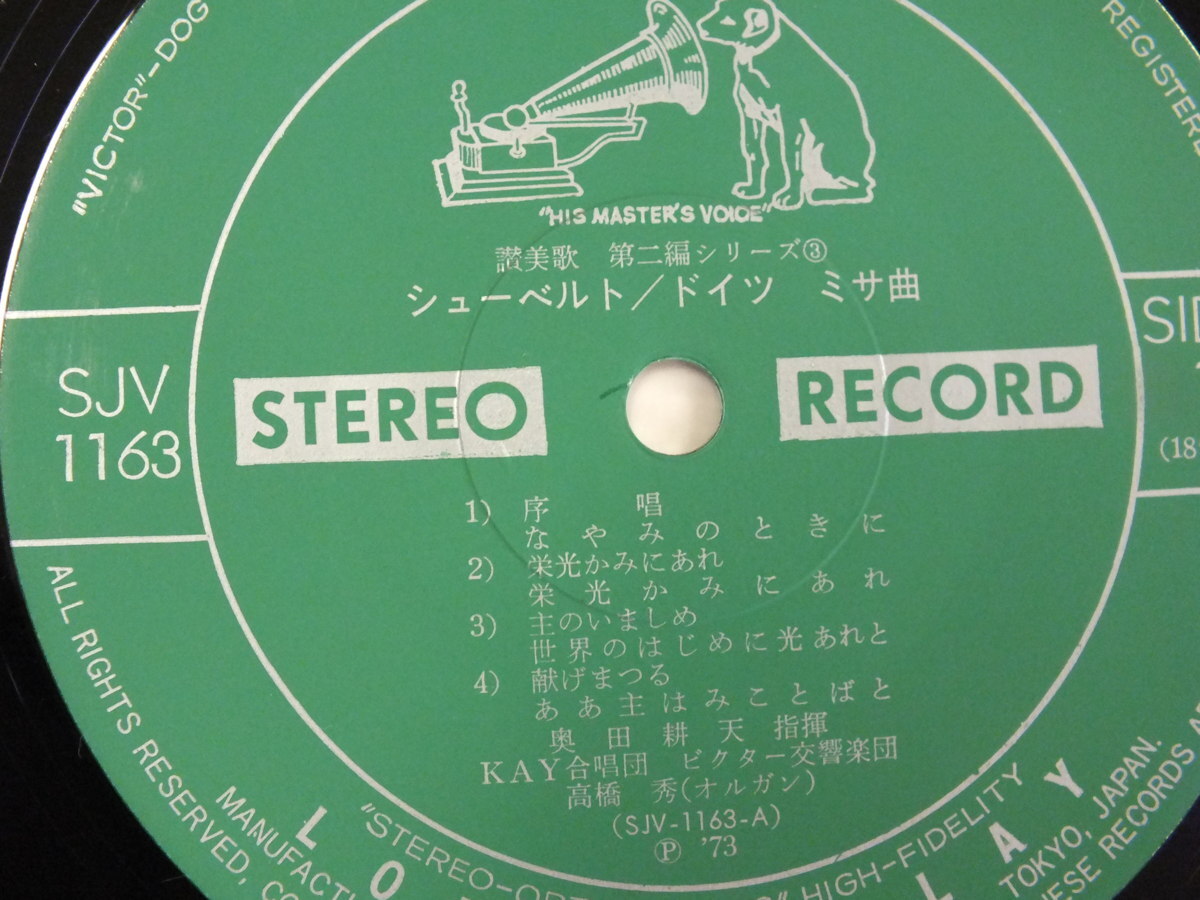 "VICTOR"-DOG
REGISTERE
"HIS MASTER'S VOICE"
讃美歌 第二編シリーズ③
シューベルト/ドイツ ミサ曲
SJV
1163
STEREO
RECORD
(18
1) 序 唱
なやみのときに
2) 栄光かみにあれ
栄光かみにあれ
3) 主のいましめ
世界のはじめに光あれと
4) 献げまつる
ああ主はみことばと
奥田耕天 指揮
KAY合唱団 ビクター交響楽団
高橋 秀(オルガン)
(SJV-1163-A)
Ⓟ '73
ALL RIGHTS RESERVED,
"STEREO-
HIGH-FIDELITY
TOKYO, JAPAN.
RECORDS